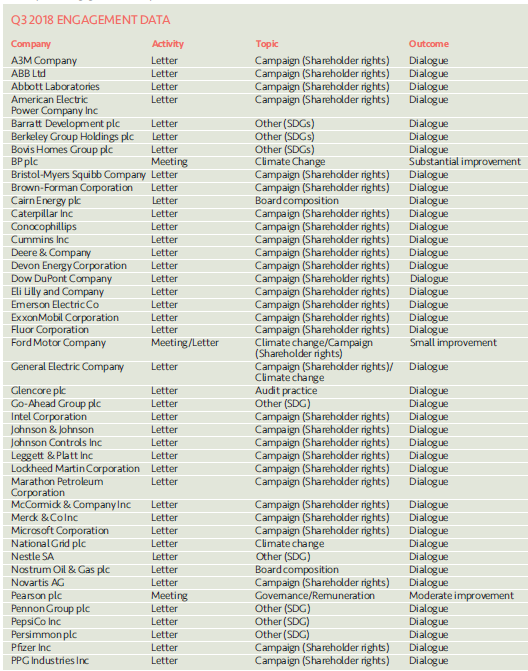 Q3 2018 ENGAGEMENT DATA
Company Activity Topic Outcome
A3M Company Letter Campaign (Shareholder rights) Dialogue
ABB Ltd Letter Campaign (Shareholder rights) Dialogue
Abbott Laboratories Letter Campaign (Shareholder rights) Dialogue
American Electric Letter Campaign (Shareholder rights) Dialogue
Power Company Inc
Barratt Development plc Letter Other (SDGs) Dialogue
Berkeley Group Holdings plc Letter Other (SDGs) Dialogue
Bovis Homes Group plc Letter Other (SDGs) Dialogue
BP plc Meeting Climate Change Substantial improvement
Bristol-Myers Squibb Company Letter Campaign (Shareholder rights) Dialogue
Brown-Forman Corporation Letter Campaign (Shareholder rights) Dialogue
Cairn Energy plc Letter Board composition Dialogue
Caterpillar Inc Letter Campaign (Shareholder rights) Dialogue
Conocophillips Letter Campaign (Shareholder rights) Dialogue
Cummins Inc Letter Campaign (Shareholder rights) Dialogue
Deere & Company Letter Campaign (Shareholder rights) Dialogue
Devon Energy Corporation Letter Campaign (Shareholder rights) Dialogue
Dow DuPont Company Letter Campaign (Shareholder rights) Dialogue
Eli Lilly and Company Letter Campaign (Shareholder rights) Dialogue
Emerson Electric Co Letter Campaign (Shareholder rights) Dialogue
ExxonMobil Corporation Letter Campaign (Shareholder rights) Dialogue
Fluor Corporation Letter Campaign (Shareholder rights) Dialogue
Ford Motor Company Meeting/Letter Climate change/Campaign Small improvement
(Shareholder rights)
General Electric Company Letter Campaign (Shareholder rights)/ Dialogue
Climate change
Glencore plc Letter Audit practice Dialogue
Go-Ahead Group plc Letter Other (SDG) Dialogue
Intel Corporation Letter Campaign (Shareholder rights) Dialogue
Johnson & Johnson Letter Campaign (Shareholder rights) Dialogue
Johnson Controls Inc Letter Campaign (Shareholder rights) Dialogue
Leggett & Platt Inc Letter Campaign (Shareholder rights) Dialogue
Lockheed Martin Corporation Letter Campaign (Shareholder rights) Dialogue
Marathon Petroleum Letter Campaign (Shareholder rights) Dialogue
Corporation
McCormick & Company Inc Letter Campaign (Shareholder rights) Dialogue
Merck & Co Inc Letter Campaign (Shareholder rights) Dialogue
Microsoft Corporation Letter Campaign (Shareholder rights) Dialogue
National Grid plc Letter Climate change Dialogue
Nestle SA Letter Other (SDG) Dialogue
Nostrum Oil & Gas plc Letter Board composition Dialogue
Novartis AG Letter Campaign (Shareholder rights) Dialogue
Pearson plc Meeting Governance/Remuneration Moderate improvement
Pennon Group plc Letter Other (SDG) Dialogue
PepsiCo Inc Letter Other (SDG) Dialogue
Persimmon plc Letter Other (SDG) Dialogue
Pfizer Inc Letter Campaign (Shareholder rights) Dialogue
PPG Industries Inc Letter Campaign (Shareholder rights) Dialogue